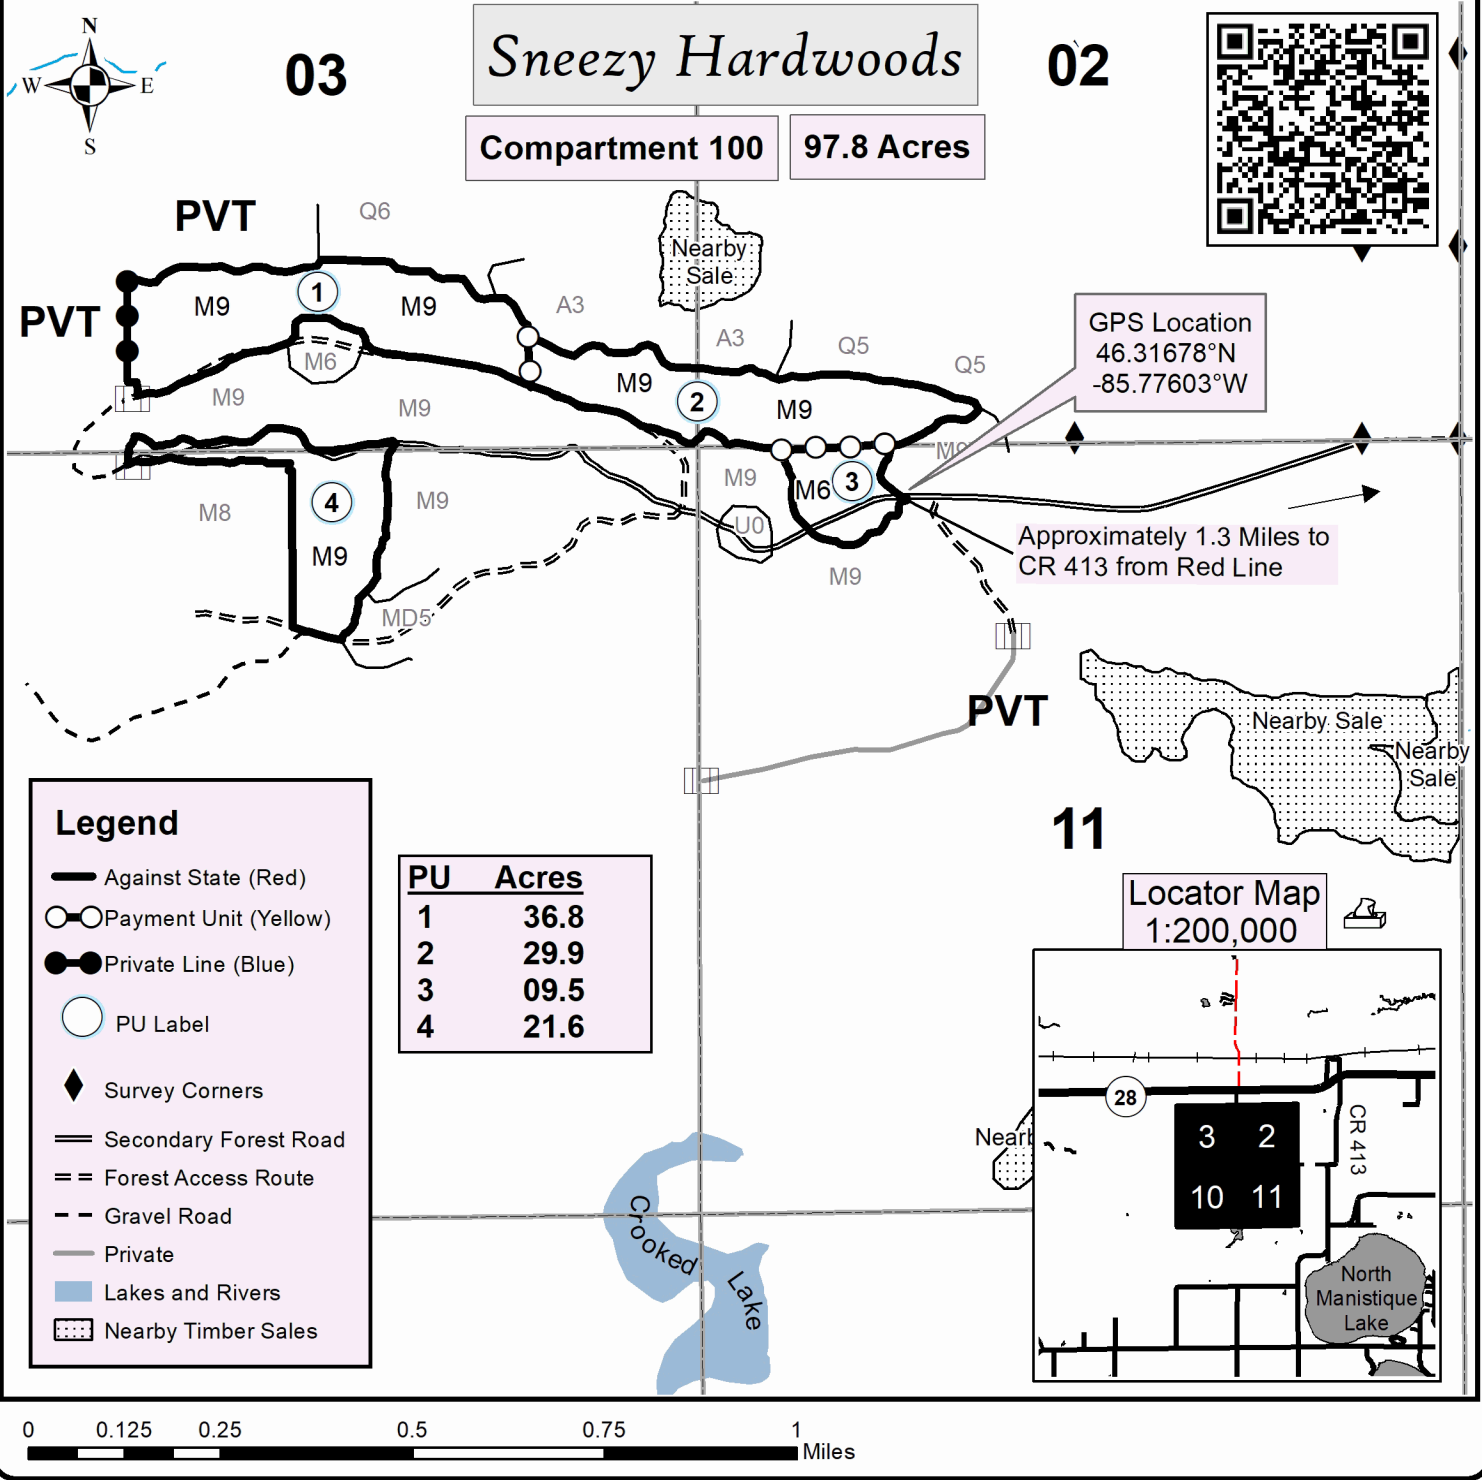 N
W
E
S
03
Sneezy Hardwoods
02
Compartment 100
97.8 Acres
PVT
Q6
Nearby
Sale
PVT
M9
1
M9
A3
A3
Q5
Q5
GPS Location
46.31678°N
-85.77603°W
M6
M9
M9
M9
2
M9
M8
4
M9
M9
M9
M6
3
U0
M9
MD5
Approximately 1.3 Miles to
CR 413 from Red Line
PVT
Nearby Sale
Nearby
Sale
11
Legend
Against State (Red)
Payment Unit (Yellow)
Private Line (Blue)
PU Label
Survey Corners
Secondary Forest Road
Forest Access Route
Gravel Road
Private
Lakes and Rivers
Nearby Timber Sales
PU Acres
1 36.8
2 29.9
3 09.5
4 21.6
Crooked
Lake
Locator Map
1:200,000
28
3 2
10 11
CR 413
North
Manistique
Lake
0 0.125 0.25 0.5 0.75 1
Miles